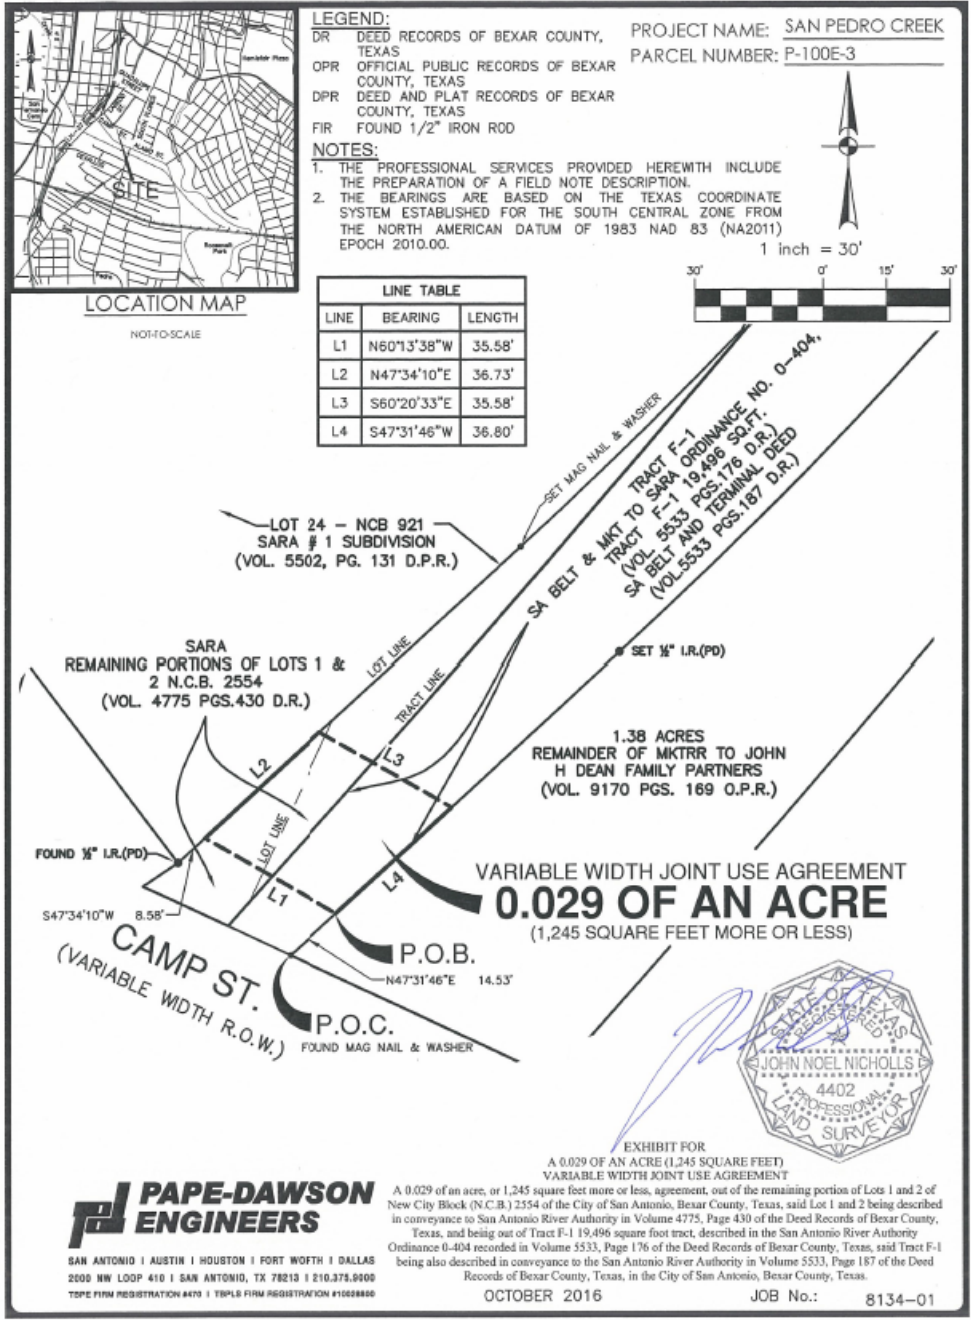 LEGEND:
DR DEED RECORDS OF BEXAR COUNTY,
TEXAS
OPR OFFICIAL PUBLIC RECORDS OF BEXAR
COUNTY, TEXAS
DPR DEED AND PLAT RECORDS OF BEXAR
COUNTY, TEXAS
FIR FOUND 1/2" IRON ROD
NOTES:
1. THE PROFESSIONAL SERVICES PROVIDED HEREWITH INCLUDE
THE PREPARATION OF A FIELD NOTE DESCRIPTION.
2. THE BEARINGS ARE BASED ON THE TEXAS COORDINATE
SYSTEM ESTABLISHED FOR THE SOUTH CENTRAL ZONE FROM
THE NORTH AMERICAN DATUM OF 1983 NAD 83 (NA2011)
EPOCH 2010.00.
PROJECT NAME: SAN PEDRO CREEK
PARCEL NUMBER: P-100E-3
1 inch = 30'
30' 0' 15' 30'
SITE
LOCATION MAP
NOT-TO-SCALE
LINE TABLE
LINE BEARING LENGTH
L1 N60°13'38"W 35.58'
L2 N47°34'10"E 36.73'
L3 S60°20'33"E 35.58'
L4 S47°31'46"W 36.80'
SET MAG NAIL & WASHER
TRACT F-1
SA BELT & MKT TO SARA ORDINANCE NO. 0-404,
TRACT F-1 19,496 SQ.FT.
(VOL. 5533 PGS.176 D.R.)
SA BELT AND TERMINAL DEED
(VOL.5533 PGS.187 D.R.)
LOT 24 - NCB 921
SARA # 1 SUBDIVISION
(VOL. 5502, PG. 131 D.P.R.)
SARA
REMAINING PORTIONS OF LOTS 1 &
2 N.C.B. 2554
(VOL. 4775 PGS.430 D.R.)
LOT LINE
TRACT LINE
SET ½" I.R.(PD)
1.38 ACRES
REMAINDER OF MKTRR TO JOHN
H DEAN FAMILY PARTNERS
(VOL. 9170 PGS. 169 O.P.R.)
L2
L3
LOT LINE
L1
L4
FOUND ½" I.R.(PD)
S47°34'10"W 8.58'
VARIABLE WIDTH JOINT USE AGREEMENT
0.029 OF AN ACRE
(1,245 SQUARE FEET MORE OR LESS)
CAMP ST.
(VARIABLE WIDTH R.O.W.)
P.O.B.
N47°31'46"E 14.53'
P.O.C.
FOUND MAG NAIL & WASHER
STATE OF TEXAS
REGISTERED
JOHN NOEL NICHOLLS
4402
PROFESSIONAL
LAND SURVEYOR
EXHIBIT FOR
A 0.029 OF AN ACRE (1,245 SQUARE FEET)
VARIABLE WIDTH JOINT USE AGREEMENT
A 0.029 of an acre, or 1,245 square feet more or less, agreement, out of the remaining portion of Lots 1 and 2 of
New City Block (N.C.B.) 2554 of the City of San Antonio, Bexar County, Texas, said Lot 1 and 2 being described
in conveyance to San Antonio River Authority in Volume 4775, Page 430 of the Deed Records of Bexar County,
Texas, and being out of Tract F-1 19,496 square foot tract, described in the San Antonio River Authority
Ordinance 0-404 recorded in Volume 5533, Page 176 of the Deed Records of Bexar County, Texas, said Tract F-1
being also described in conveyance to the San Antonio River Authority in Volume 5533, Page 187 of the Deed
Records of Bexar County, Texas, in the City of San Antonio, Bexar County, Texas.
PAPE-DAWSON
ENGINEERS
SAN ANTONIO I AUSTIN I HOUSTON I FORT WORTH I DALLAS
2000 NW LOOP 410 I SAN ANTONIO, TX 78213 I 210.375.9000
TBPE FIRM REGISTRATION #470 I TBPLS FIRM REGISTRATION #10028800
OCTOBER 2016
JOB No.: 8134-01